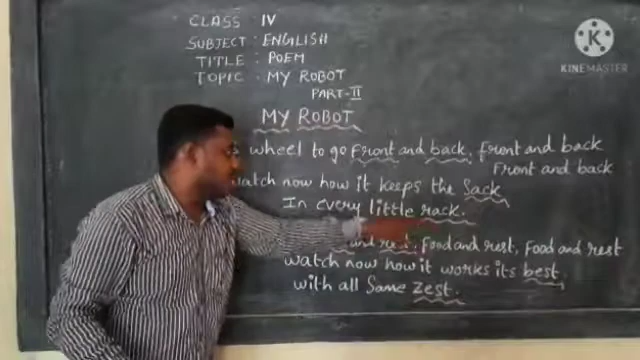 CLASS : IV
SUBJECT : ENGLISH
TITLE : POEM
TOPIC : MY ROBOT
PART-II
MY ROBOT
wheel to go Front and back, front and back
Front and back
watch now how it keeps the Sack
In every little rack.
and rest, food and rest, Food and rest
watch now how it works its best
with all Same Zest.
K
KINEMASTER